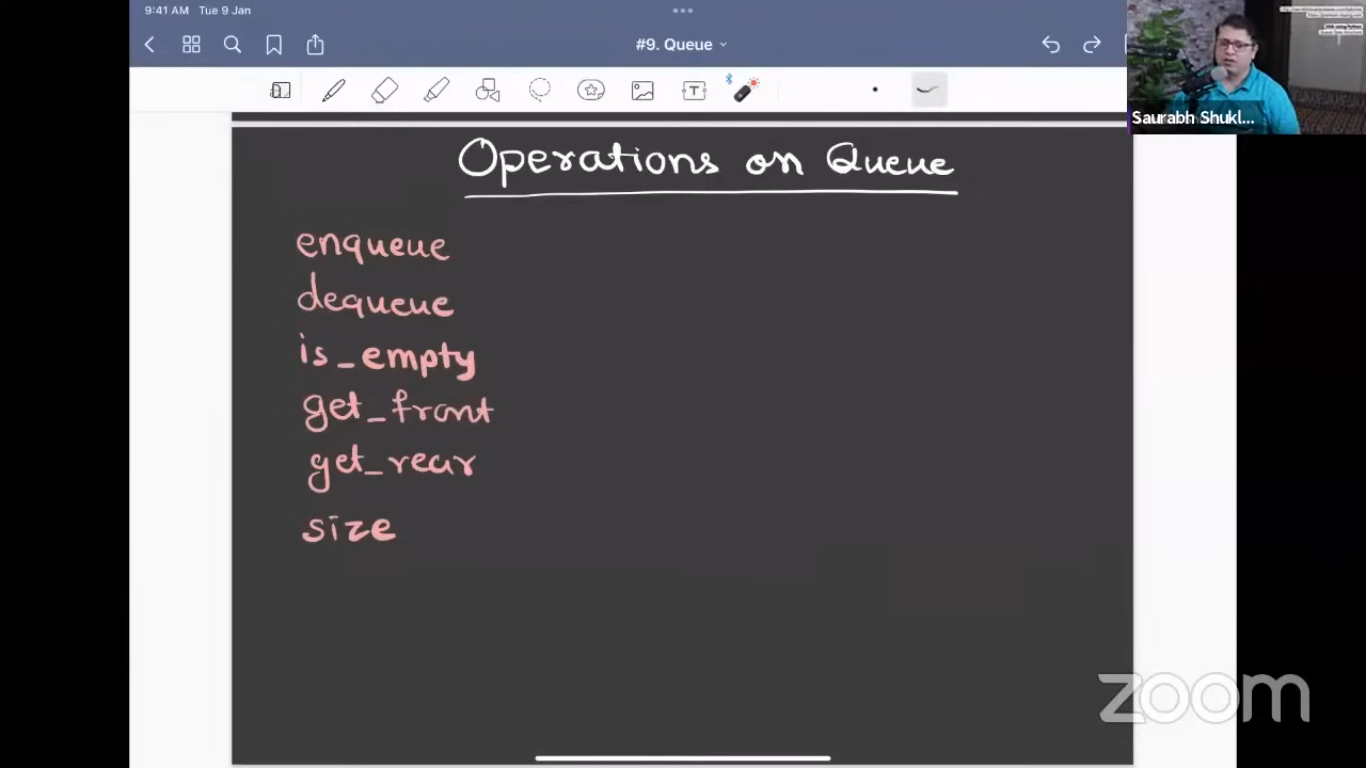 9:41 AM Tue 9 Jan
#9. Queue
T
Saurabh Shukl...
Operations on Queue
enqueue
dequeue
is_empty
get_front
get_rear
size
zoom